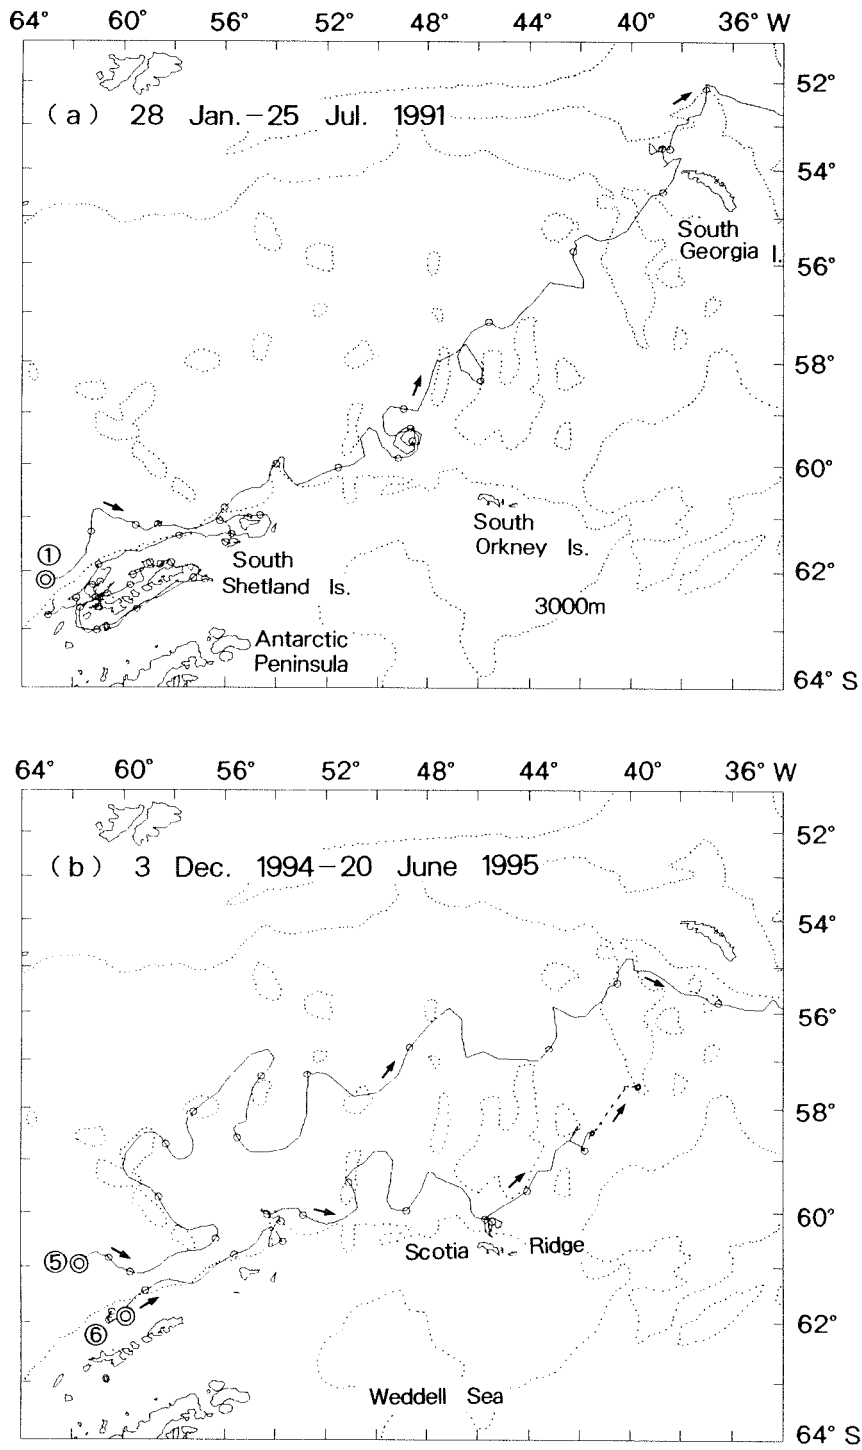 64° 60° 56° 52° 48° 44° 40° 36° W
52°
( a ) 28 Jan.–25 Jul. 1991
54°
South
Georgia I.
56°
58°
60°
South
Orkney Is.
①
South
Shetland Is.
62°
3000m
Antarctic
Peninsula
64° S
64° 60° 56° 52° 48° 44° 40° 36° W
52°
( b ) 3 Dec. 1994–20 June 1995
54°
56°
58°
60°
Scotia Ridge
⑤
62°
⑥
Weddell Sea
64° S